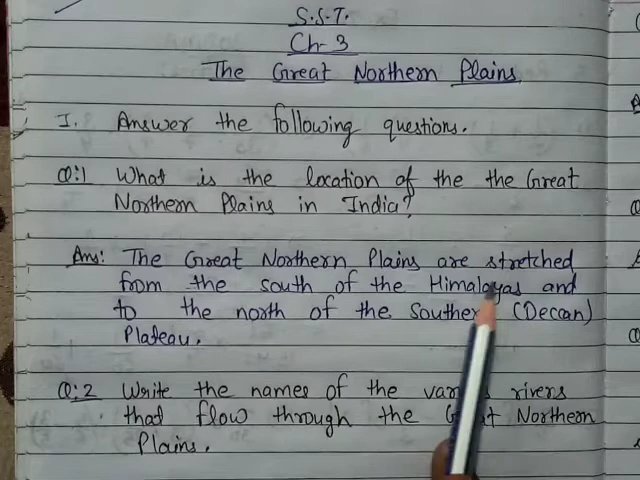 S.S.T.
Ch-3
The Great Northern Plains
I. Answer the following questions.
Q:1 What is the location of the the Great
Northern Plains in India?
Ans: The Great Northern Plains are stretched
from the south of the Himalayas and
to the north of the (Deccan)
Plateau.
Q:2 Write the names of the rivers
that flow through the Northern
Plains.